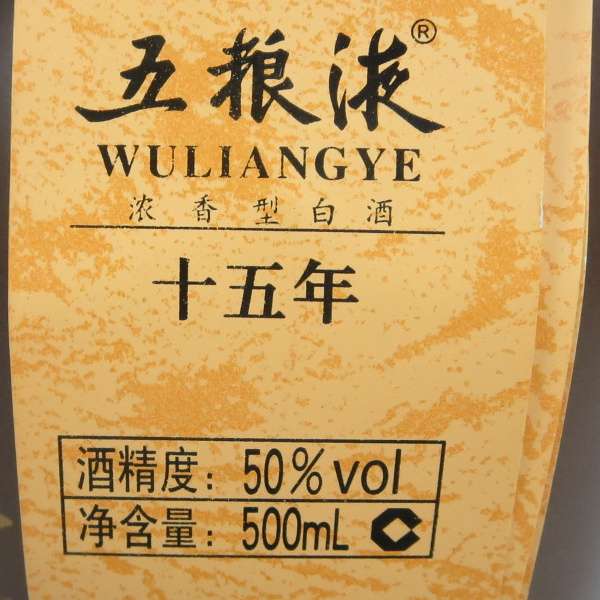 五粮液®
WULIANGYE
浓香型白酒
十五年
酒精度：50%vol
净含量：500mL